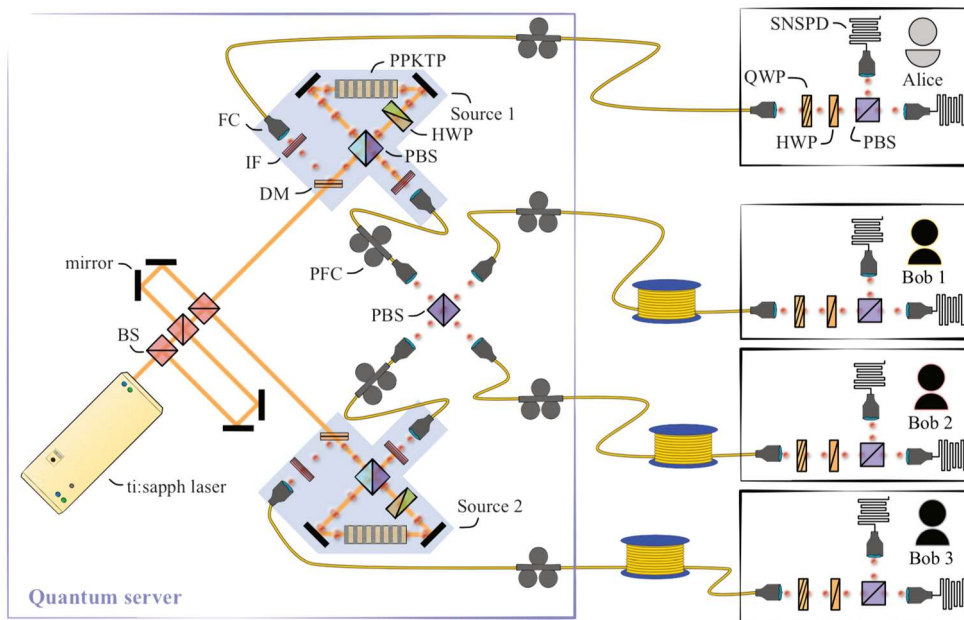 PPKTP
Source 1
FC
HWP
IF
PBS
DM
SNSPD
QWP
Alice
HWP
PBS
mirror
PFC
Bob 1
PBS
BS
Bob 2
ti:sapph laser
Source 2
Bob 3
Quantum server